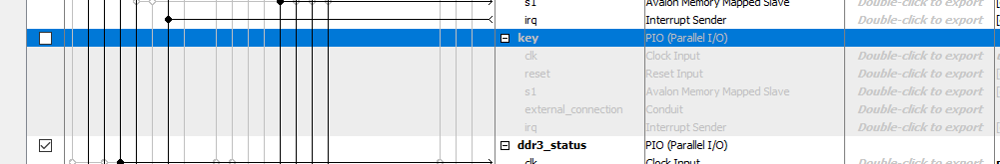 s1 Avalon Memory Mapped Slave Double-click to export
irq Interrupt Sender Double-click to export
key PIO (Parallel I/O)
clk Clock Input Double-click to export
reset Reset Input Double-click to export
s1 Avalon Memory Mapped Slave Double-click to export
external_connection Conduit Double-click to export
irq Interrupt Sender Double-click to export
ddr3_status PIO (Parallel I/O)
clk Clock Input Double-click to export